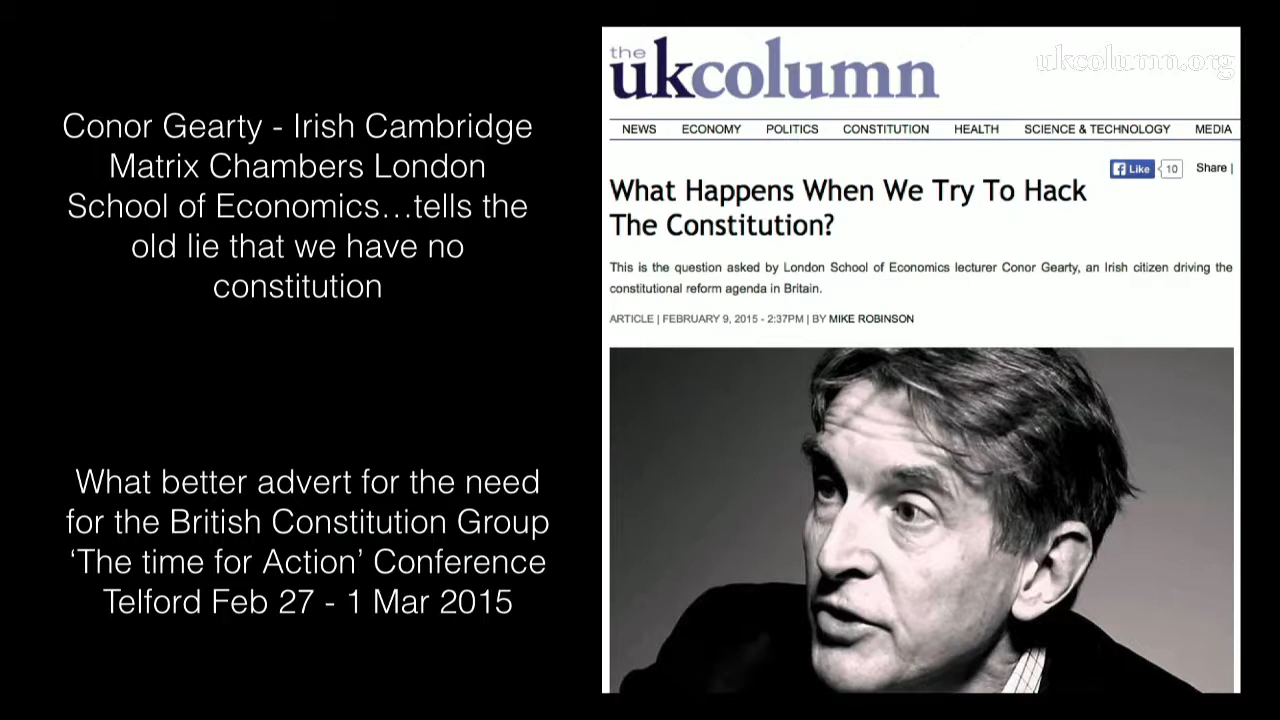 Conor Gearty - Irish Cambridge
Matrix Chambers London
School of Economics...tells the
old lie that we have no
constitution
What better advert for the need
for the British Constitution Group
‘The time for Action’ Conference
Telford Feb 27 - 1 Mar 2015
the
ukcolumn
ukcolumn.org
NEWS ECONOMY POLITICS CONSTITUTION HEALTH SCIENCE & TECHNOLOGY MEDIA
Like 10 Share |
What Happens When We Try To Hack
The Constitution?
This is the question asked by London School of Economics lecturer Conor Gearty, an Irish citizen driving the
constitutional reform agenda in Britain.
ARTICLE | FEBRUARY 9, 2015 - 2:37PM | BY MIKE ROBINSON